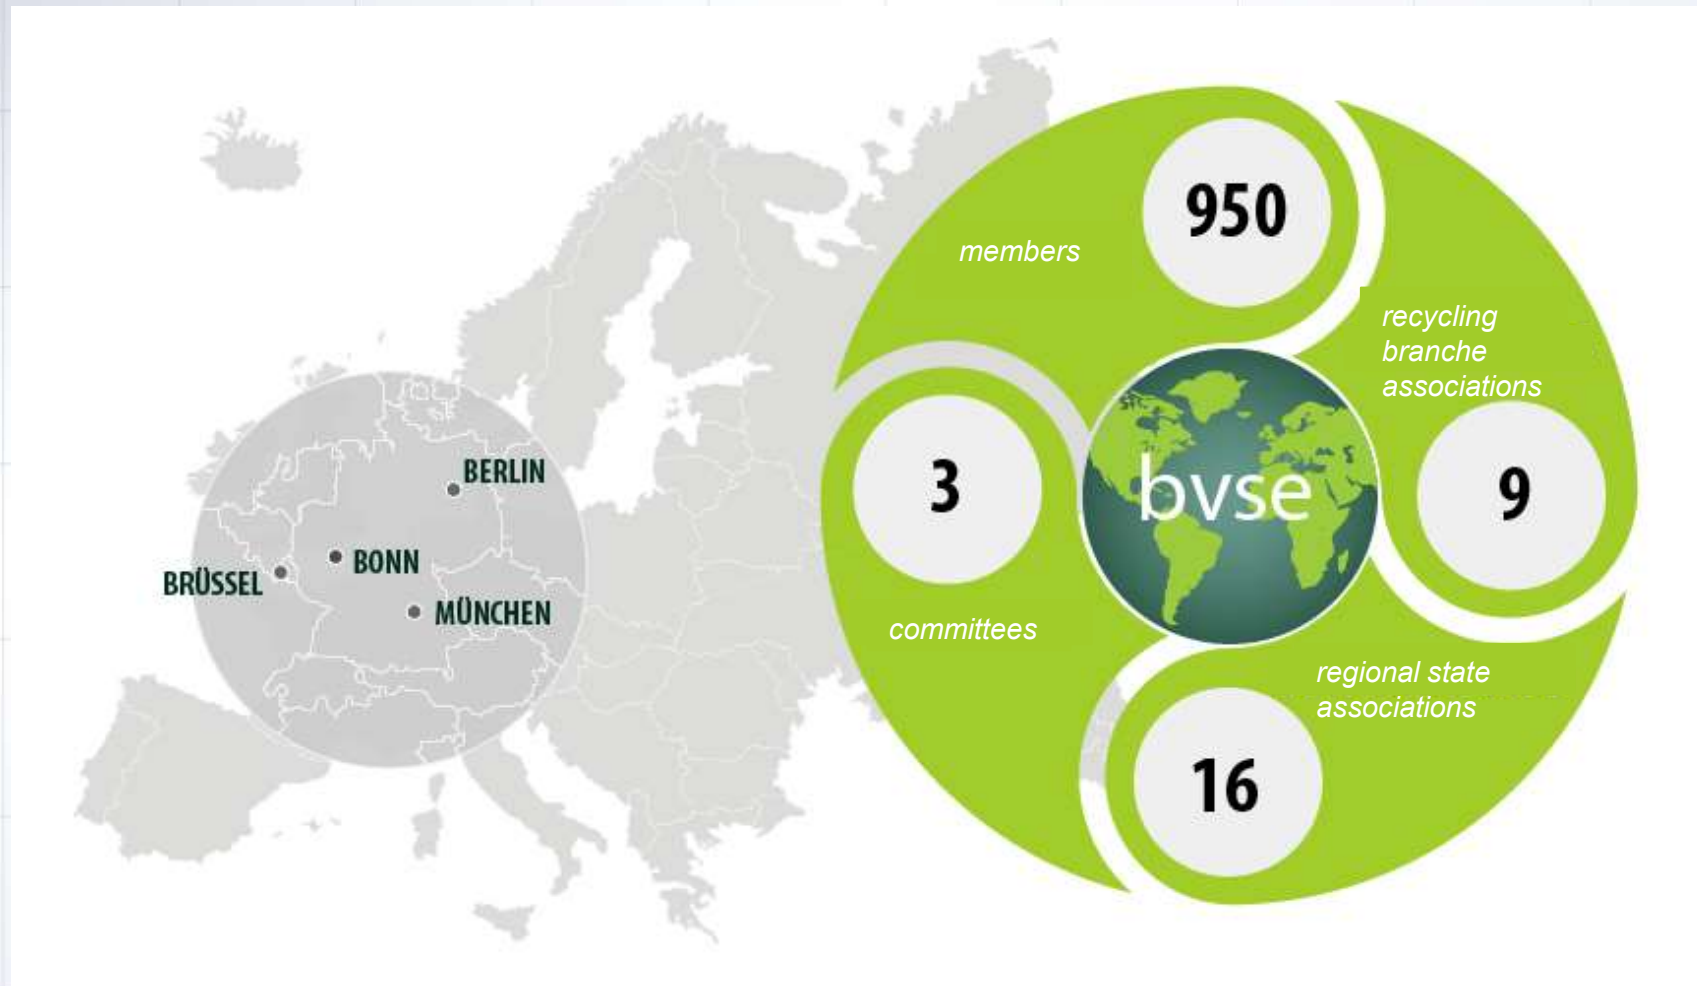 BERLIN
BONN
BRÜSSEL
MÜNCHEN
950
members
recycling
branche
associations
9
3
bvse
committees
regional state
associations
16